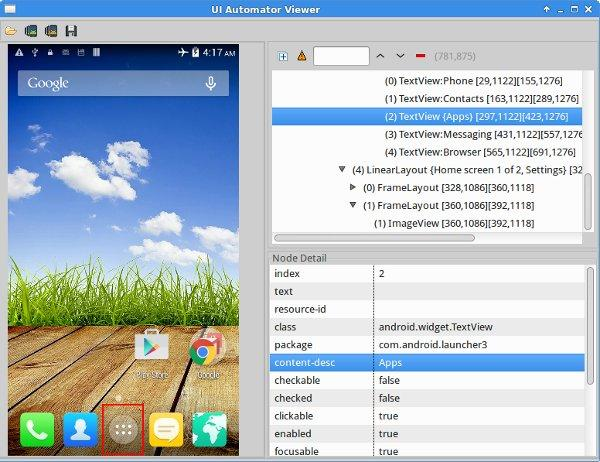 UI Automator Viewer
4:17 AM
Google
Play Store
Google
(781,875)
(0) TextView:Phone [29,1122][155,1276]
(1) TextView:Contacts [163,1122][289,1276]
(2) TextView {Apps} [297,1122][423,1276]
(3) TextView:Messaging [431,1122][557,1276
(4) TextView:Browser [565,1122][691,1276]
(4) LinearLayout {Home screen 1 of 2, Settings} [32
(0) FrameLayout [328,1086][360,1118]
(1) FrameLayout [360,1086][392,1118]
(1) ImageView [360,1086][392,1118]
Node Detail
index 2
text
resource-id
class android.widget.TextView
package com.android.launcher3
content-desc Apps
checkable false
checked false
clickable true
enabled true
focusable true